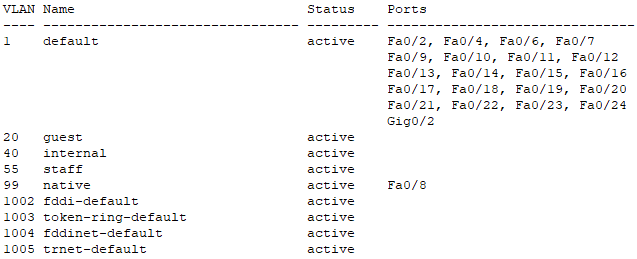 VLAN Name                             Status    Ports
---- -------------------------------- --------- -------------------------------
1    default                          active    Fa0/2, Fa0/4, Fa0/6, Fa0/7
                                                Fa0/9, Fa0/10, Fa0/11, Fa0/12
                                                Fa0/13, Fa0/14, Fa0/15, Fa0/16
                                                Fa0/17, Fa0/18, Fa0/19, Fa0/20
                                                Fa0/21, Fa0/22, Fa0/23, Fa0/24
                                                Gig0/2
20   guest                            active
40   internal                         active
55   staff                            active
99   native                           active    Fa0/8
1002 fddi-default                     active
1003 token-ring-default               active
1004 fddinet-default                  active
1005 trnet-default                    active